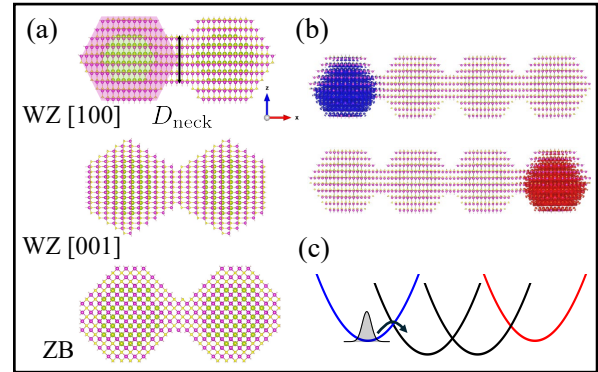 (a)
(b)
z
x
WZ [100]
D_neck
WZ [001]
(c)
ZB